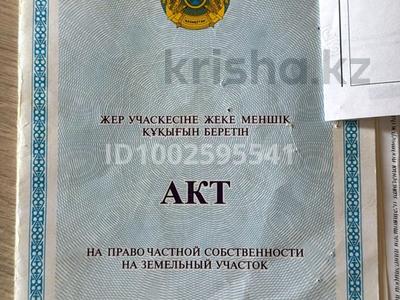 krisha.kz
ЖЕР УЧАСКЕСІНЕ ЖЕКЕ МЕНШІК
ҚҰҚЫҒЫН БЕРЕТІН
ID1002595541
АКТ
НА ПРАВО ЧАСТНОЙ СОБСТВЕННОСТИ
НА ЗЕМЕЛЬНЫЙ УЧАСТОК